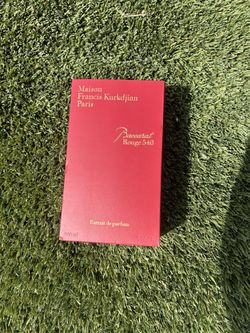 Maison
Francis Kurkdjian
Paris
Baccarat
Rouge 540
Extrait de parfum